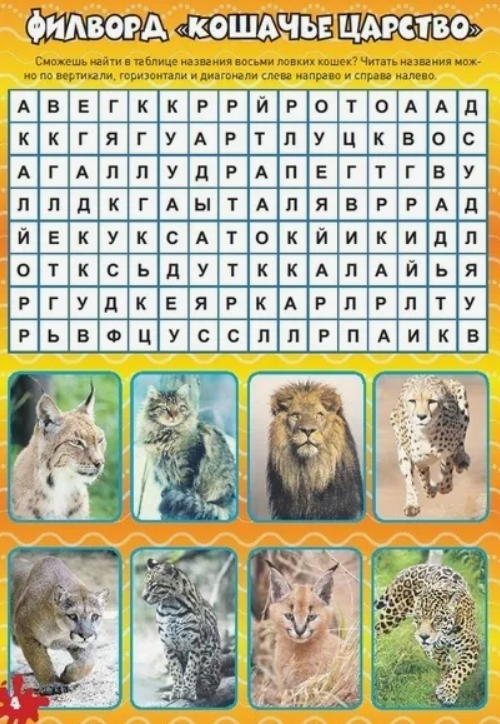 ФИЛВОРД «КОШАЧЬЕ ЦАРСТВО»
Сможешь найти в таблице названия восьми ловких кошек? Читать названия мож-
но по вертикали, горизонтали и диагонали слева направо и справа налево.
А В Е Г К К Р Р Й Р О Т О А А Д
К К Г Я Г У А Р Т Л У Ц К В О С
А Г А Л Л У Д Р А П Е Г Т Г В У
Л Л Д К Г А Ы Т А Л Я В Р Р А Д
Й Е К У К С А Т О К Й И К И Д Л
О Т К С Ь Д У Т К К А Л А Й Ь Я
Р Г У Д К Е Я Р К А Р Л Р Л Т У
Р Ь В Ф Ц У С С Л Л Р П А И К В
4